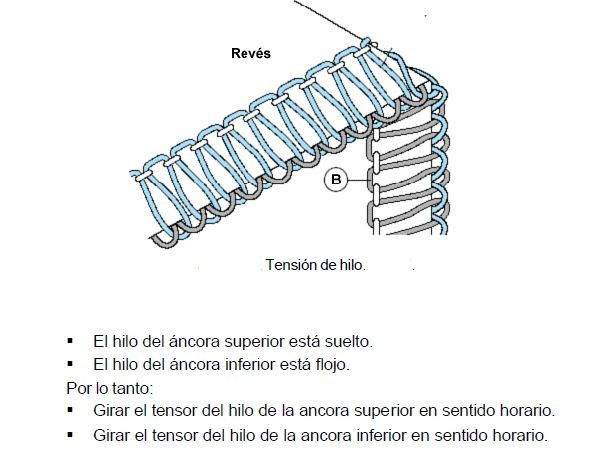 Revés
B
Tensión de hilo.
▪ El hilo del áncora superior está suelto.
▪ El hilo del áncora inferior está flojo.
Por lo tanto:
▪ Girar el tensor del hilo de la ancora superior en sentido horario.
▪ Girar el tensor del hilo de la ancora inferior en sentido horario.